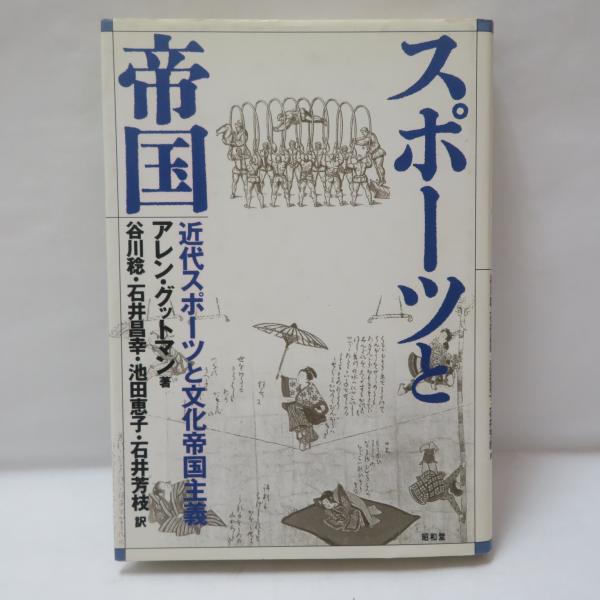 スポーツと
帝国
近代スポーツと文化帝国主義
アレン・グットマン著
谷川稔・石井昌幸・池田恵子・石井芳枝訳
昭和堂